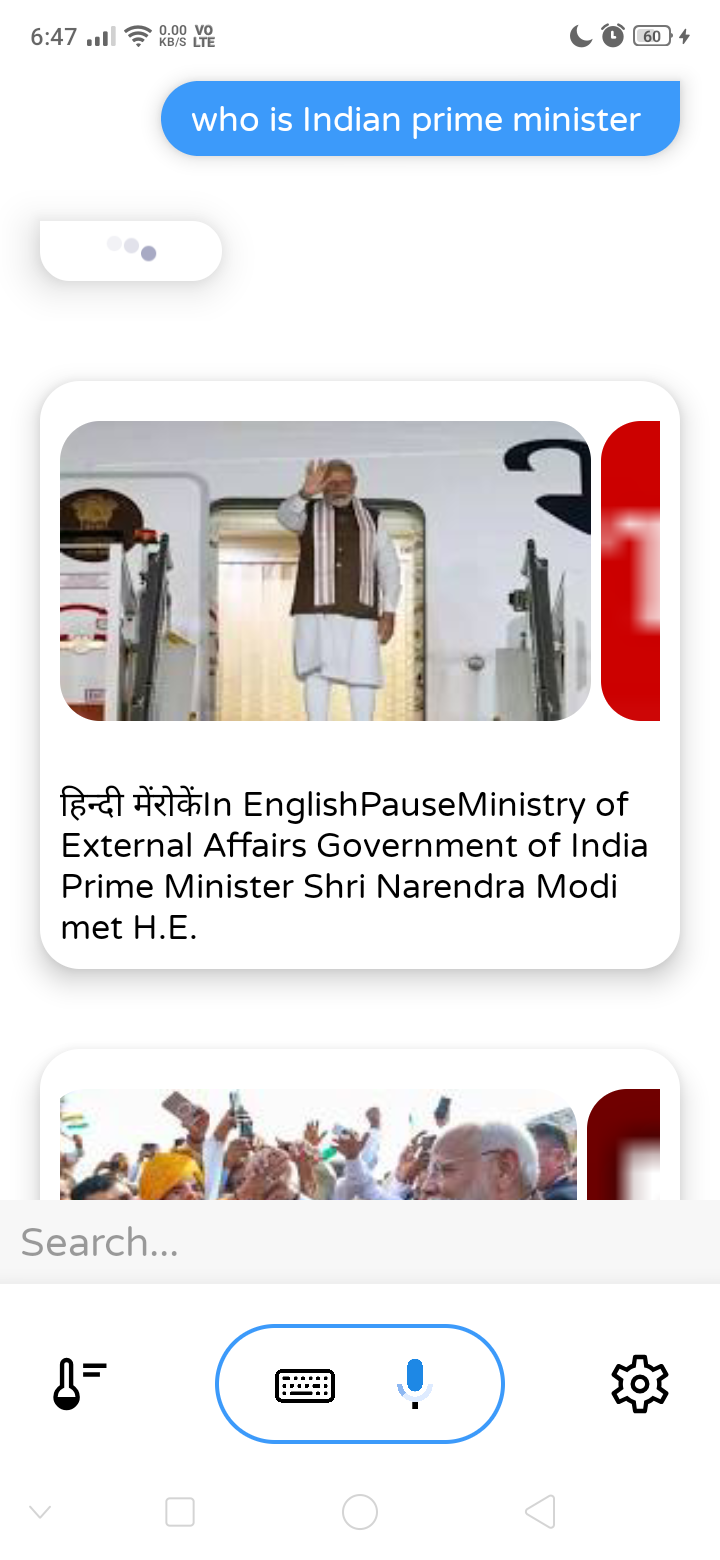 6:47 0.00 KB/S VO LTE 60
who is Indian prime minister
हिन्दी मेंरोकेंIn EnglishPauseMinistry of
External Affairs Government of India
Prime Minister Shri Narendra Modi
met H.E.
Search...